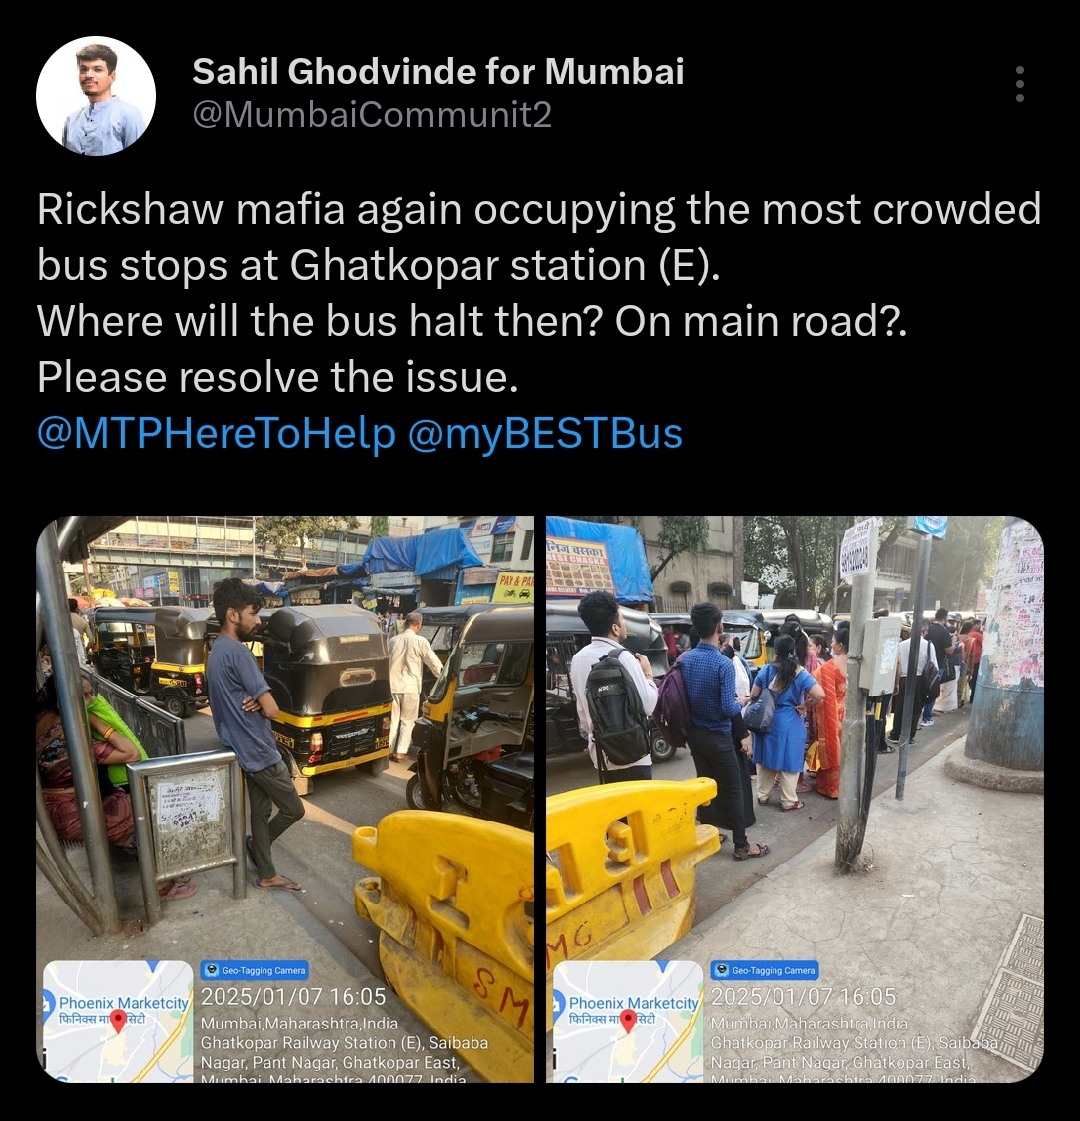 Sahil Ghodvinde for Mumbai
@MumbaiCommunit2
Rickshaw mafia again occupying the most crowded
bus stops at Ghatkopar station (E).
Where will the bus halt then? On main road?.
Please resolve the issue.
@MTPHereToHelp @myBESTBus
PAY &
SM
Phoenix Marketcity
फिनिक्स मा सिटी
Geo-Tagging Camera
2025/01/07 16:05
Mumbai,Maharashtra,India
Ghatkopar Railway Station (E), Saibaba
Nagar, Pant Nagar, Ghatkopar East,
Mumbai, Maharashtra 400077, India
MG
Phoenix Marketcity
फिनिक्स मा सिटी
Geo-Tagging Camera
2025/01/07 16:05
Mumbai,Maharashtra,India
Ghatkopar Railway Station (E), Saibaba
Nagar, Pant Nagar, Ghatkopar East,
Mumbai, Maharashtra 400077, India